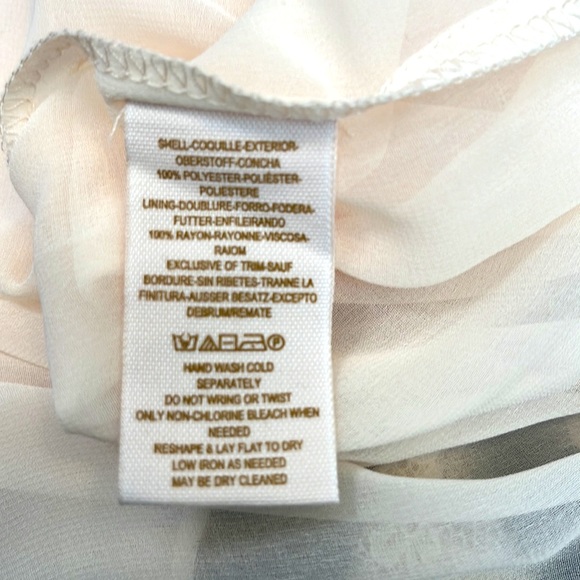 SHELL-COQUILLE-EXTERIOR-
OBERSTOFF-CONCHA
100% POLYESTER-POLIÉSTER-
POLIESTERE
LINING-DOUBLURE-FORRO-FODERA-
FUTTER-ENFILEIRANDO
100% RAYON-RAYONNE-VISCOSA-
RAIOM
EXCLUSIVE OF TRIM-SAUF
BORDURE-SIN RIBETES-TRANNE LA
FINITURA-AUSSER BESATZ-EXCEPTO
DEBRUM/REMATE
HAND WASH COLD
SEPARATELY
DO NOT WRING OR TWIST
ONLY NON-CHLORINE BLEACH WHEN
NEEDED
RESHAPE & LAY FLAT TO DRY
LOW IRON AS NEEDED
MAY BE DRY CLEANED